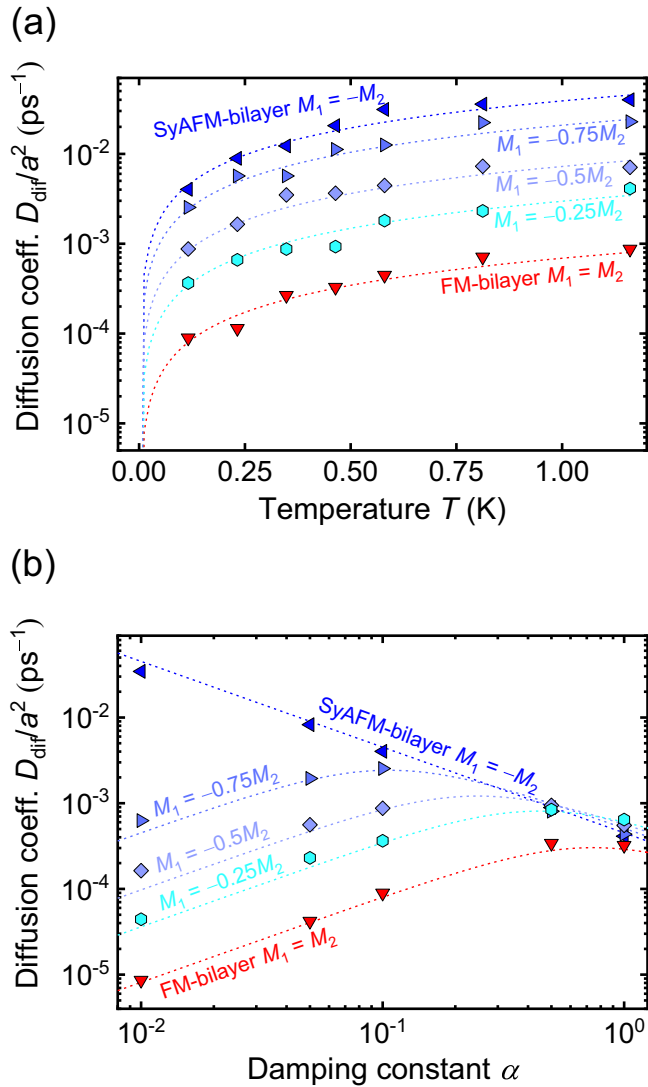 (a)
Diffusion coeff. D_dif/a² (ps⁻¹)
10⁻²
10⁻³
10⁻⁴
10⁻⁵
SyAFM-bilayer M₁ = –M₂
M₁ = –0.75M₂
M₁ = –0.5M₂
M₁ = –0.25M₂
FM-bilayer M₁ = M₂
0.00 0.25 0.50 0.75 1.00
Temperature T (K)
(b)
Diffusion coeff. D_dif/a² (ps⁻¹)
10⁻²
10⁻³
10⁻⁴
10⁻⁵
SyAFM-bilayer M₁ = –M₂
M₁ = –0.75M₂
M₁ = –0.5M₂
M₁ = –0.25M₂
FM-bilayer M₁ = M₂
10⁻² 10⁻¹ 10⁰
Damping constant α